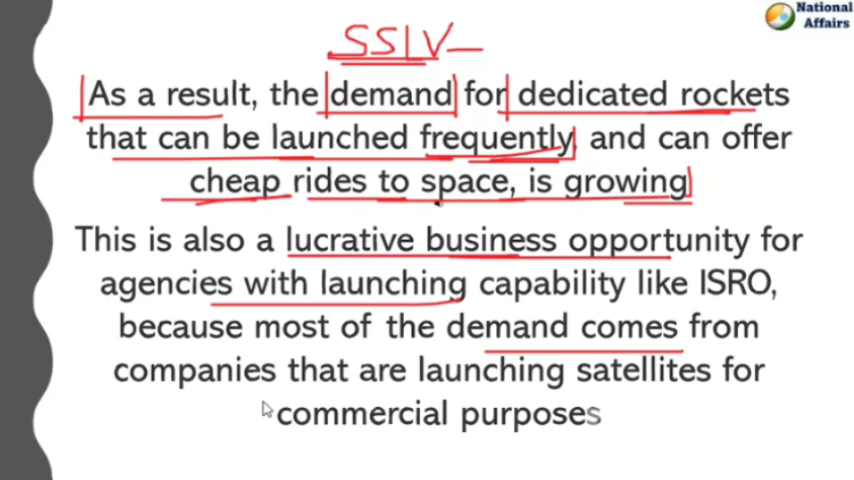 National
Affairs
SSLV-
As a result, the demand for dedicated rockets
that can be launched frequently, and can offer
cheap rides to space, is growing
This is also a lucrative business opportunity for
agencies with launching capability like ISRO,
because most of the demand comes from
companies that are launching satellites for
commercial purposes